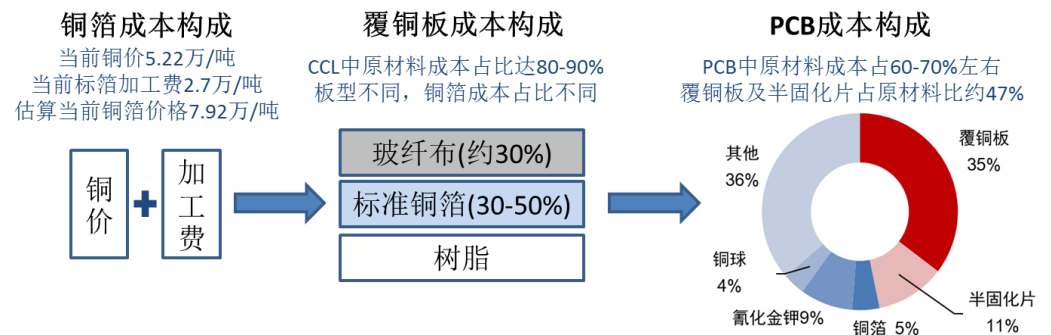 铜箔成本构成
当前铜价5.22万/吨
当前标箔加工费2.7万/吨
估算当前铜箔价格7.92万/吨
铜价
加工费
覆铜板成本构成
CCL中原材料成本占比达80-90%
板型不同，铜箔成本占比不同
玻纤布(约30%)
标准铜箔(30-50%)
树脂
PCB成本构成
PCB中原材料成本占60-70%左右
覆铜板及半固化片占原材料比约47%
其他
36%
覆铜板
35%
铜球
4%
氰化金钾9%
铜箔 5%
半固化片
11%